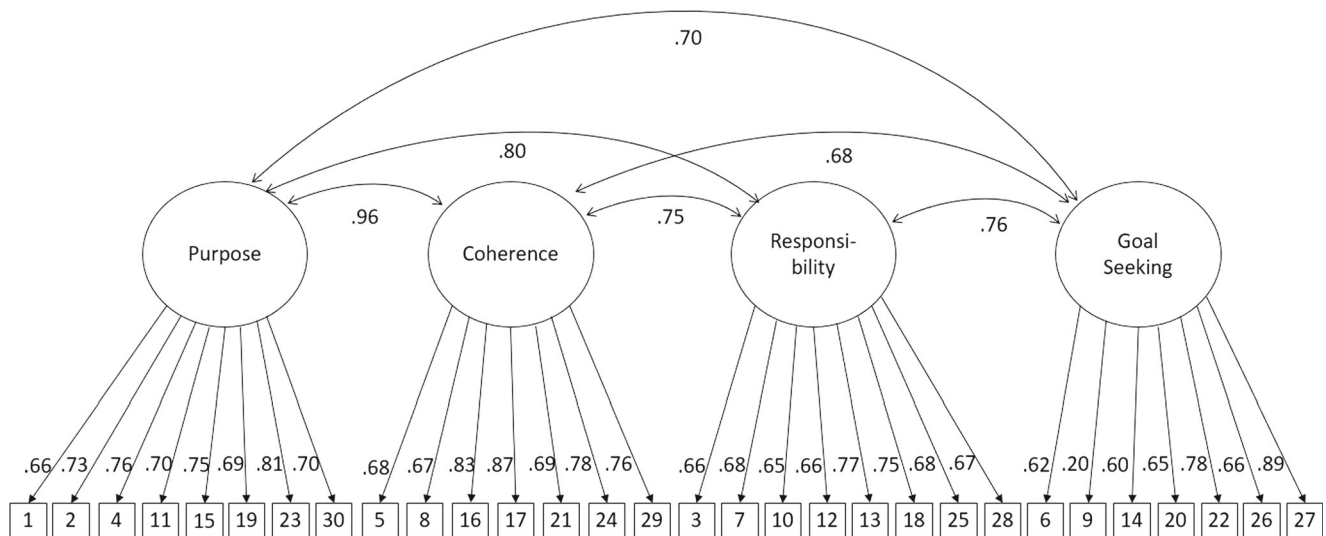 .70
.80
.68
.96
.75
.76
Purpose
Coherence
Responsi-
bility
Goal
Seeking
.66 .73 .76 .70 .75 .69 .81 .70 .68 .67 .83 .87 .69 .78 .76 .66 .68 .65 .66 .77 .75 .68 .67 .62 .20 .60 .65 .78 .66 .89
1 2 4 11 15 19 23 30 5 8 16 17 21 24 29 3 7 10 12 13 18 25 28 6 9 14 20 22 26 27